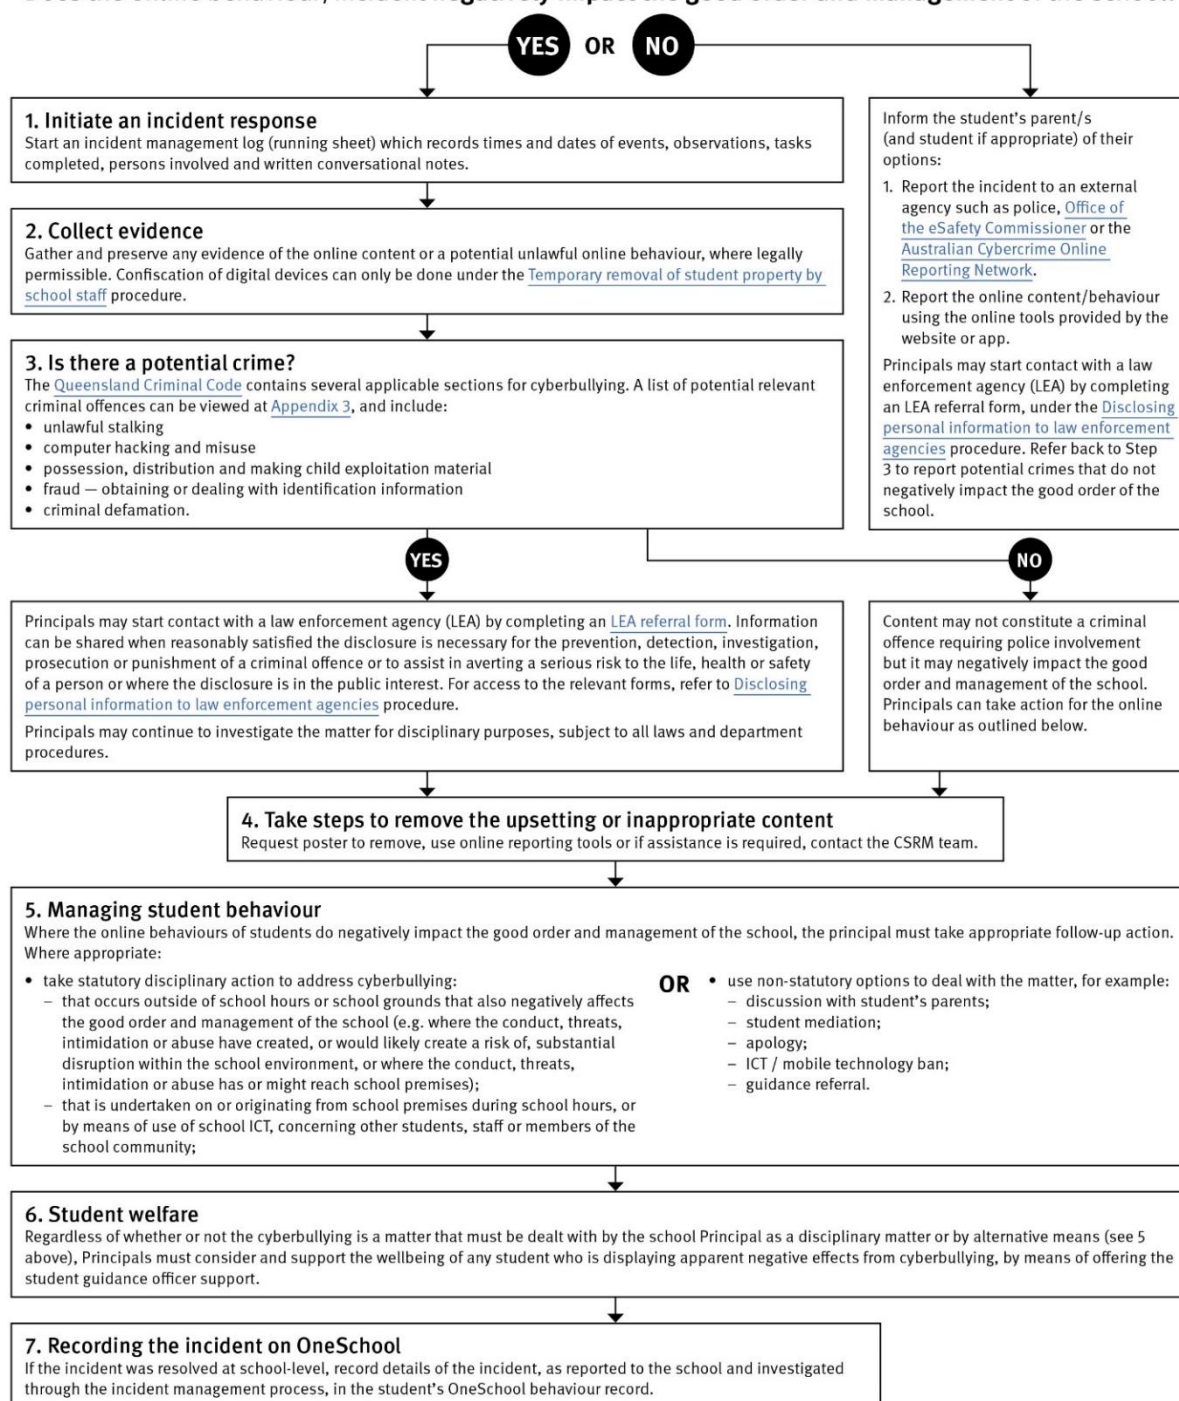 YES OR NO
1. Initiate an incident response
Start an incident management log (running sheet) which records times and dates of events, observations, tasks
completed, persons involved and written conversational notes.
2. Collect evidence
Gather and preserve any evidence of the online content or a potential unlawful online behaviour, where legally
permissible. Confiscation of digital devices can only be done under the Temporary removal of student property by
school staff procedure.
3. Is there a potential crime?
The Queensland Criminal Code contains several applicable sections for cyberbullying. A list of potential relevant
criminal offences can be viewed at Appendix 3, and include:
• unlawful stalking
• computer hacking and misuse
• possession, distribution and making child exploitation material
• fraud — obtaining or dealing with identification information
• criminal defamation.
Inform the student's parent/s
(and student if appropriate) of their
options:
1. Report the incident to an external
agency such as police, Office of
the eSafety Commissioner or the
Australian Cybercrime Online
Reporting Network.
2. Report the online content/behaviour
using the online tools provided by the
website or app.
Principals may start contact with a law
enforcement agency (LEA) by completing
an LEA referral form, under the Disclosing
personal information to law enforcement
agencies procedure. Refer back to Step
3 to report potential crimes that do not
negatively impact the good order of the
school.
YES
NO
Principals may start contact with a law enforcement agency (LEA) by completing an LEA referral form. Information
can be shared when reasonably satisfied the disclosure is necessary for the prevention, detection, investigation,
prosecution or punishment of a criminal offence or to assist in averting a serious risk to the life, health or safety
of a person or where the disclosure is in the public interest. For access to the relevant forms, refer to Disclosing
personal information to law enforcement agencies procedure.
Principals may continue to investigate the matter for disciplinary purposes, subject to all laws and department
procedures.
Content may not constitute a criminal
offence requiring police involvement
but it may negatively impact the good
order and management of the school.
Principals can take action for the online
behaviour as outlined below.
4. Take steps to remove the upsetting or inappropriate content
Request poster to remove, use online reporting tools or if assistance is required, contact the CSRM team.
5. Managing student behaviour
Where the online behaviours of students do negatively impact the good order and management of the school, the principal must take appropriate follow-up action.
Where appropriate:
• take statutory disciplinary action to address cyberbullying:
– that occurs outside of school hours or school grounds that also negatively affects
the good order and management of the school (e.g. where the conduct, threats,
intimidation or abuse have created, or would likely create a risk of, substantial
disruption within the school environment, or where the conduct, threats,
intimidation or abuse has or might reach school premises);
– that is undertaken on or originating from school premises during school hours, or
by means of use of school ICT, concerning other students, staff or members of the
school community;
OR
• use non-statutory options to deal with the matter, for example:
– discussion with student's parents;
– student mediation;
– apology;
– ICT / mobile technology ban;
– guidance referral.
6. Student welfare
Regardless of whether or not the cyberbullying is a matter that must be dealt with by the school Principal as a disciplinary matter or by alternative means (see 5
above), Principals must consider and support the wellbeing of any student who is displaying apparent negative effects from cyberbullying, by means of offering the
student guidance officer support.
7. Recording the incident on OneSchool
If the incident was resolved at school-level, record details of the incident, as reported to the school and investigated
through the incident management process, in the student's OneSchool behaviour record.